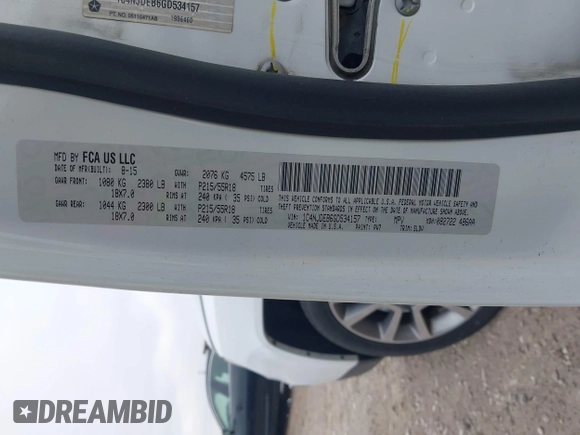 1C4NJDEB6GD534157
PT. NO.
MFD BY FCA US LLC
DATE OF MFR(BUILT): 8-15 GVWR: 2076 KG 4575 LB
GAWR FRONT: 1080 KG 2380 LB WITH P215/55R18 TIRES
18X7.0 RIMS AT 240 KPA ( 35 PSI) COLD
GAWR REAR: 1044 KG 2300 LB WITH P215/55R18 TIRES
18X7.0 RIMS AT 240 KPA ( 35 PSI) COLD
THIS VEHICLE CONFORMS TO ALL APPLICABLE U.S.A. FEDERAL MOTOR VEHICLE SAFETY AND
THEFT PREVENTION STANDARDS IN EFFECT ON THE DATE OF MANUFACTURE SHOWN ABOVE
VIN: 1C4NJDEB6GD534157 TYPE: MPV
VEHICLE MADE IN U.S.A. PAINT: PW7
DREAMBID